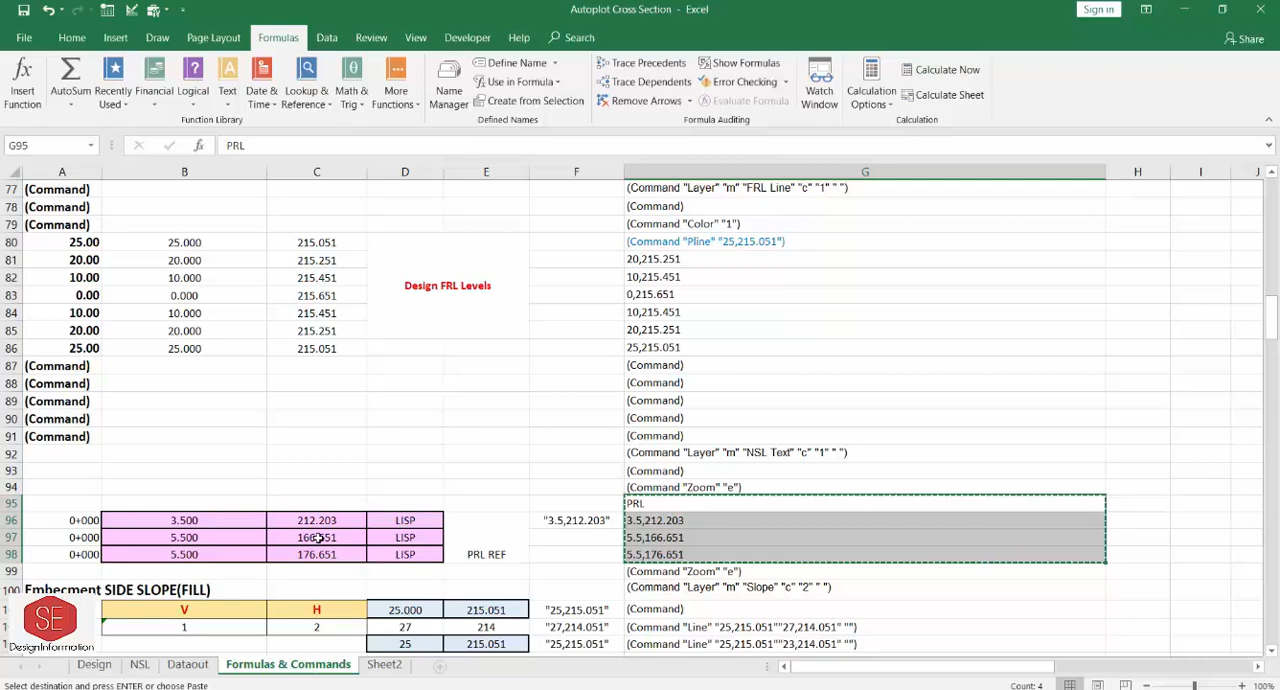 Autoplot Cross Section - Excel
Sign in
File Home Insert Draw Page Layout Formulas Data Review View Developer Help Search
Share
Insert Function
AutoSum
Recently Used
Financial
Logical
Text
Date & Time
Lookup & Reference
Math & Trig
More Functions
Function Library
Name Manager
Define Name
Use in Formula
Create from Selection
Defined Names
Trace Precedents
Trace Dependents
Remove Arrows
Show Formulas
Error Checking
Evaluate Formula
Formula Auditing
Watch Window
Calculation Options
Calculate Now
Calculate Sheet
Calculation
G95 fx PRL
A B C D E F G H I J
77 (Command) (Command "Layer" "m" "FRL Line" "c" "1" " ")
78 (Command) (Command)
79 (Command) (Command "Color" "1")
80 25.00 25.000 215.051 (Command "Pline" "25,215.051")
81 20.00 20.000 215.251 20,215.251
82 10.00 10.000 215.451 10,215.451
Design FRL Levels
83 0.00 0.000 215.651 0,215.651
84 10.00 10.000 215.451 10,215.451
85 20.00 20.000 215.251 20,215.251
86 25.00 25.000 215.051 25,215.051
87 (Command) (Command)
88 (Command) (Command)
89 (Command) (Command)
90 (Command) (Command)
91 (Command) (Command)
92 (Command "Layer" "m" "NSL Text" "c" "1" " ")
93 (Command)
94 (Command "Zoom" "e")
95 PRL
96 0+000 3.500 212.203 LISP "3.5,212.203" 3.5,212.203
97 0+000 5.500 LISP 5.5,166.651
98 0+000 5.500 176.651 LISP PRL REF 5.5,176.651
99 (Command "Zoom" "e")
100 Embecment SIDE SLOPE(FILL) (Command "Layer" "m" "Slope" "c" "2" " ")
V H 25.000 215.051 "25,215.051" (Command)
1 2 27 214 "27,214.051" (Command "Line" "25,215.051""27,214.051" "")
25 215.051 "25,215.051" (Command "Line" "25,215.051""23,214.051" "")
SE
DesignInformation
Design NSL Dataout Formulas & Commands Sheet2
Select destination and press ENTER or choose Paste
Count: 4
100%